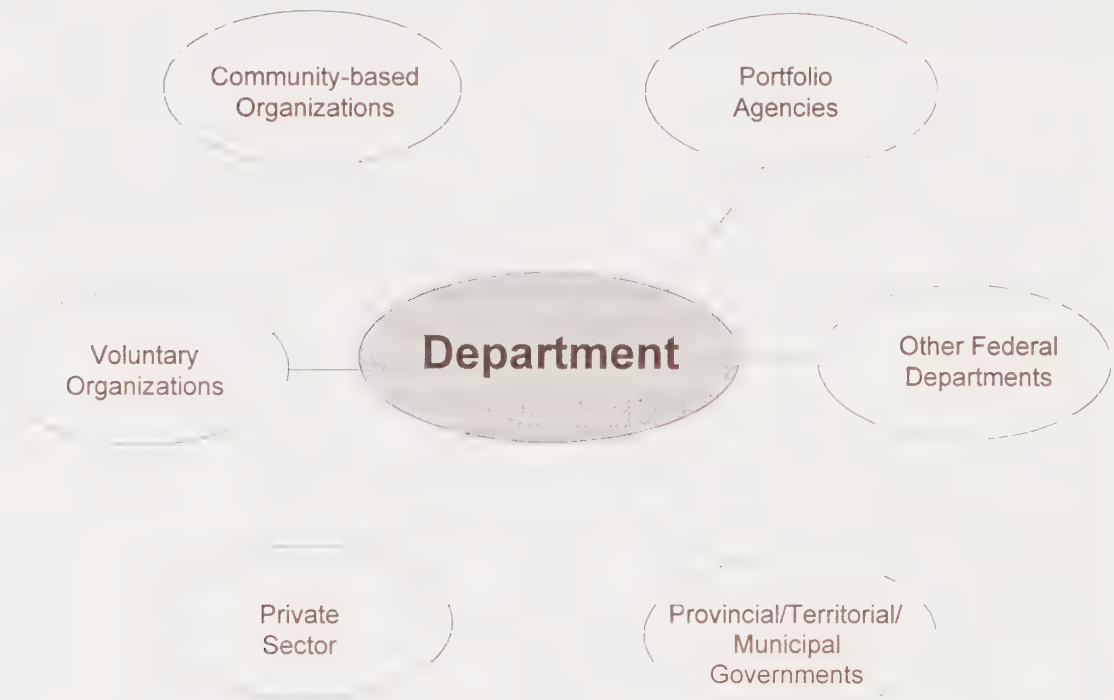 Community-based
Organizations
Portfolio
Agencies
Voluntary
Organizations
Department
Other Federal
Departments
Private
Sector
Provincial/Territorial/
Municipal
Governments